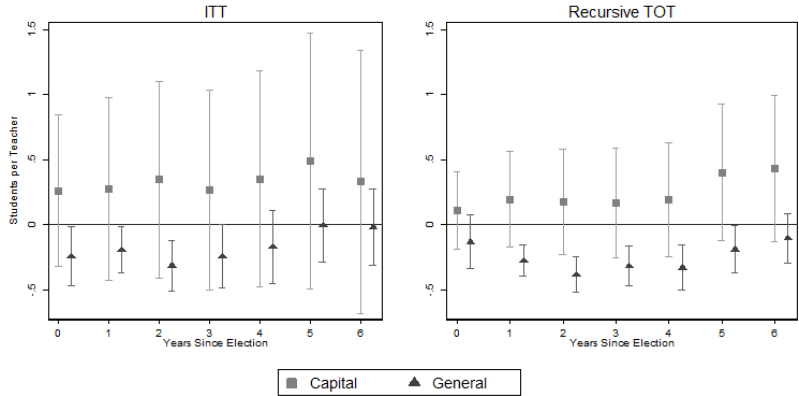 ITT
Recursive TOT
Students per Teacher
1.5
1
.5
0
-.5
0 1 2 3 4 5 6
Years Since Election
1.5
1
.5
0
-.5
0 1 2 3 4 5 6
Years Since Election
Capital General